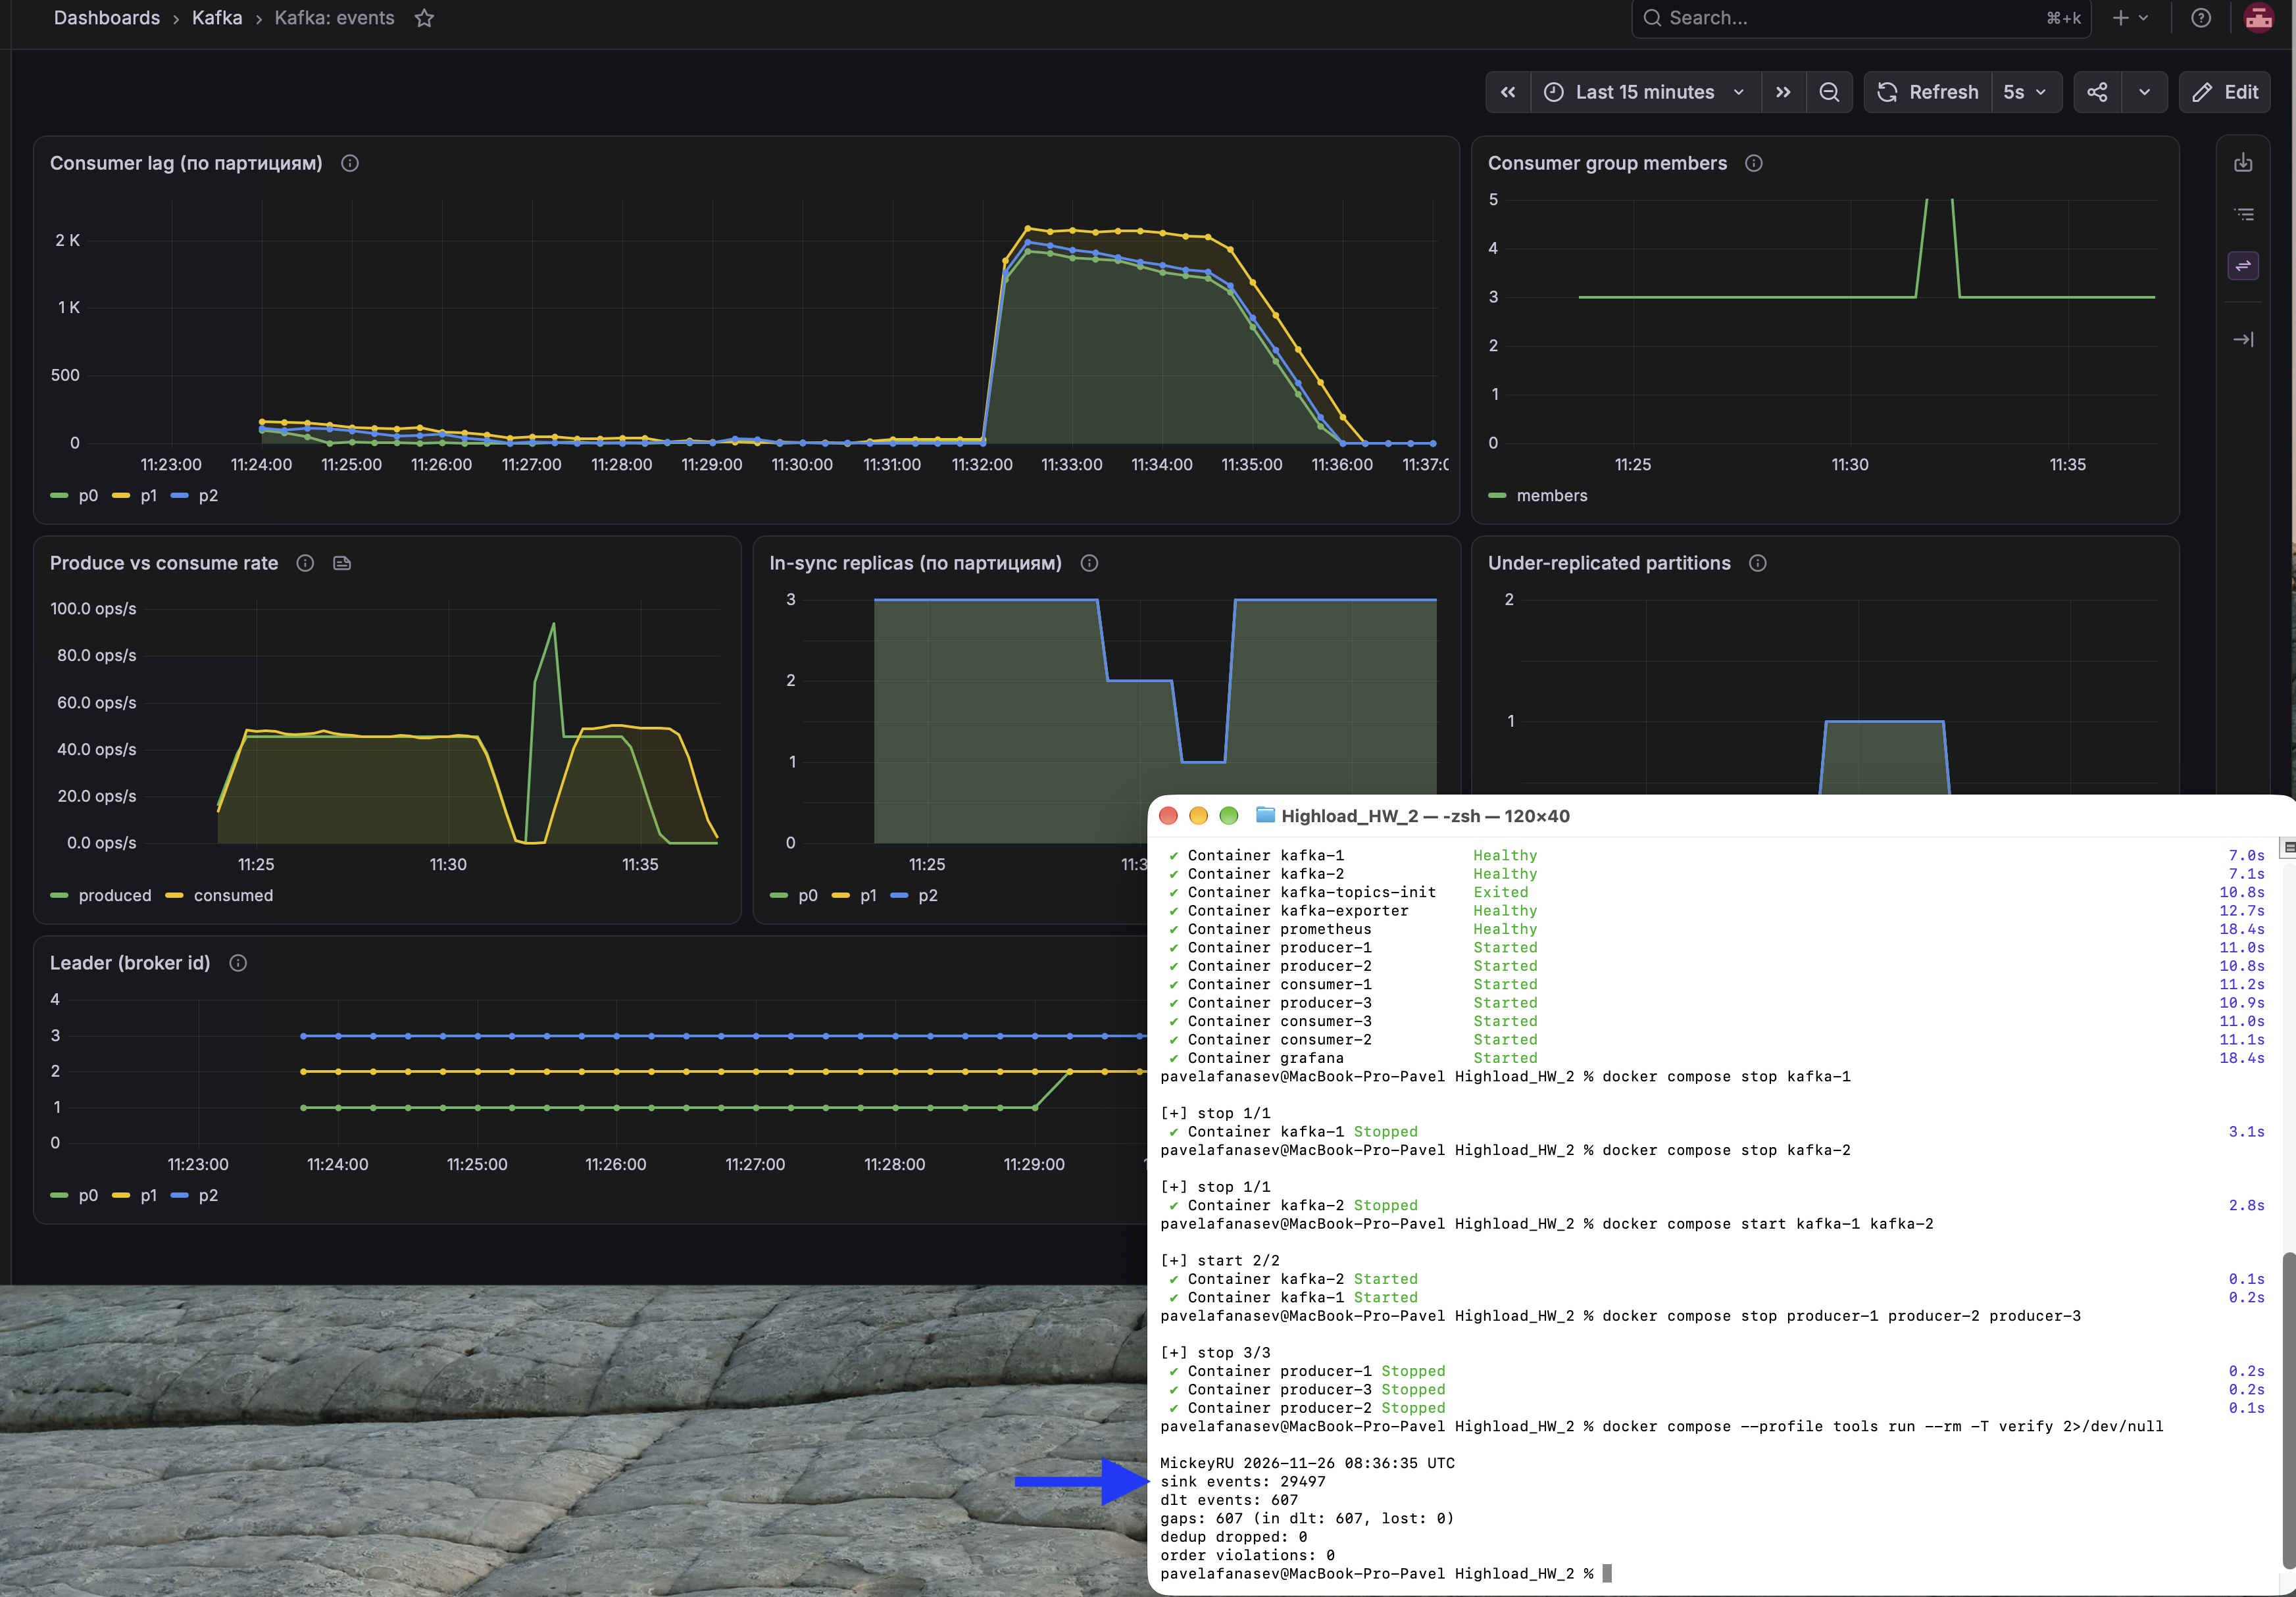 Dashboards › Kafka › Kafka: events
Search... ⌘+k
Last 15 minutes
Refresh 5s
Edit
Consumer lag (по партициям)
2 K
1 K
500
0
11:23:00 11:24:00 11:25:00 11:26:00 11:27:00 11:28:00 11:29:00 11:30:00 11:31:00 11:32:00 11:33:00 11:34:00 11:35:00 11:36:00 11:37:0
p0 p1 p2
Consumer group members
5
4
3
2
1
0
11:25 11:30 11:35
members
Produce vs consume rate
100.0 ops/s
80.0 ops/s
60.0 ops/s
40.0 ops/s
20.0 ops/s
0.0 ops/s
11:25 11:30 11:35
produced consumed
In-sync replicas (по партициям)
3
2
1
0
11:25 11:3
p0 p1 p2
Under-replicated partitions
2
1
Leader (broker id)
4
3
2
1
0
11:23:00 11:24:00 11:25:00 11:26:00 11:27:00 11:28:00 11:29:00 1
p0 p1 p2
Highload_HW_2 — -zsh — 120×40
✔ Container kafka-1 Healthy 7.0s
✔ Container kafka-2 Healthy 7.1s
✔ Container kafka-topics-init Exited 10.8s
✔ Container kafka-exporter Healthy 12.7s
✔ Container prometheus Healthy 18.4s
✔ Container producer-1 Started 11.0s
✔ Container producer-2 Started 10.8s
✔ Container consumer-1 Started 11.2s
✔ Container producer-3 Started 10.9s
✔ Container consumer-3 Started 11.0s
✔ Container consumer-2 Started 11.1s
✔ Container grafana Started 18.4s
pavelafanasev@MacBook-Pro-Pavel Highload_HW_2 % docker compose stop kafka-1
[+] stop 1/1
✔ Container kafka-1 Stopped 3.1s
pavelafanasev@MacBook-Pro-Pavel Highload_HW_2 % docker compose stop kafka-2
[+] stop 1/1
✔ Container kafka-2 Stopped 2.8s
pavelafanasev@MacBook-Pro-Pavel Highload_HW_2 % docker compose start kafka-1 kafka-2
[+] start 2/2
✔ Container kafka-2 Started 0.1s
✔ Container kafka-1 Started 0.2s
pavelafanasev@MacBook-Pro-Pavel Highload_HW_2 % docker compose stop producer-1 producer-2 producer-3
[+] stop 3/3
✔ Container producer-1 Stopped 0.2s
✔ Container producer-3 Stopped 0.2s
✔ Container producer-2 Stopped 0.1s
pavelafanasev@MacBook-Pro-Pavel Highload_HW_2 % docker compose --profile tools run --rm -T verify 2>/dev/null
MickeyRU 2026-11-26 08:36:35 UTC
sink events: 29497
dlt events: 607
gaps: 607 (in dlt: 607, lost: 0)
dedup dropped: 0
order violations: 0
pavelafanasev@MacBook-Pro-Pavel Highload_HW_2 %